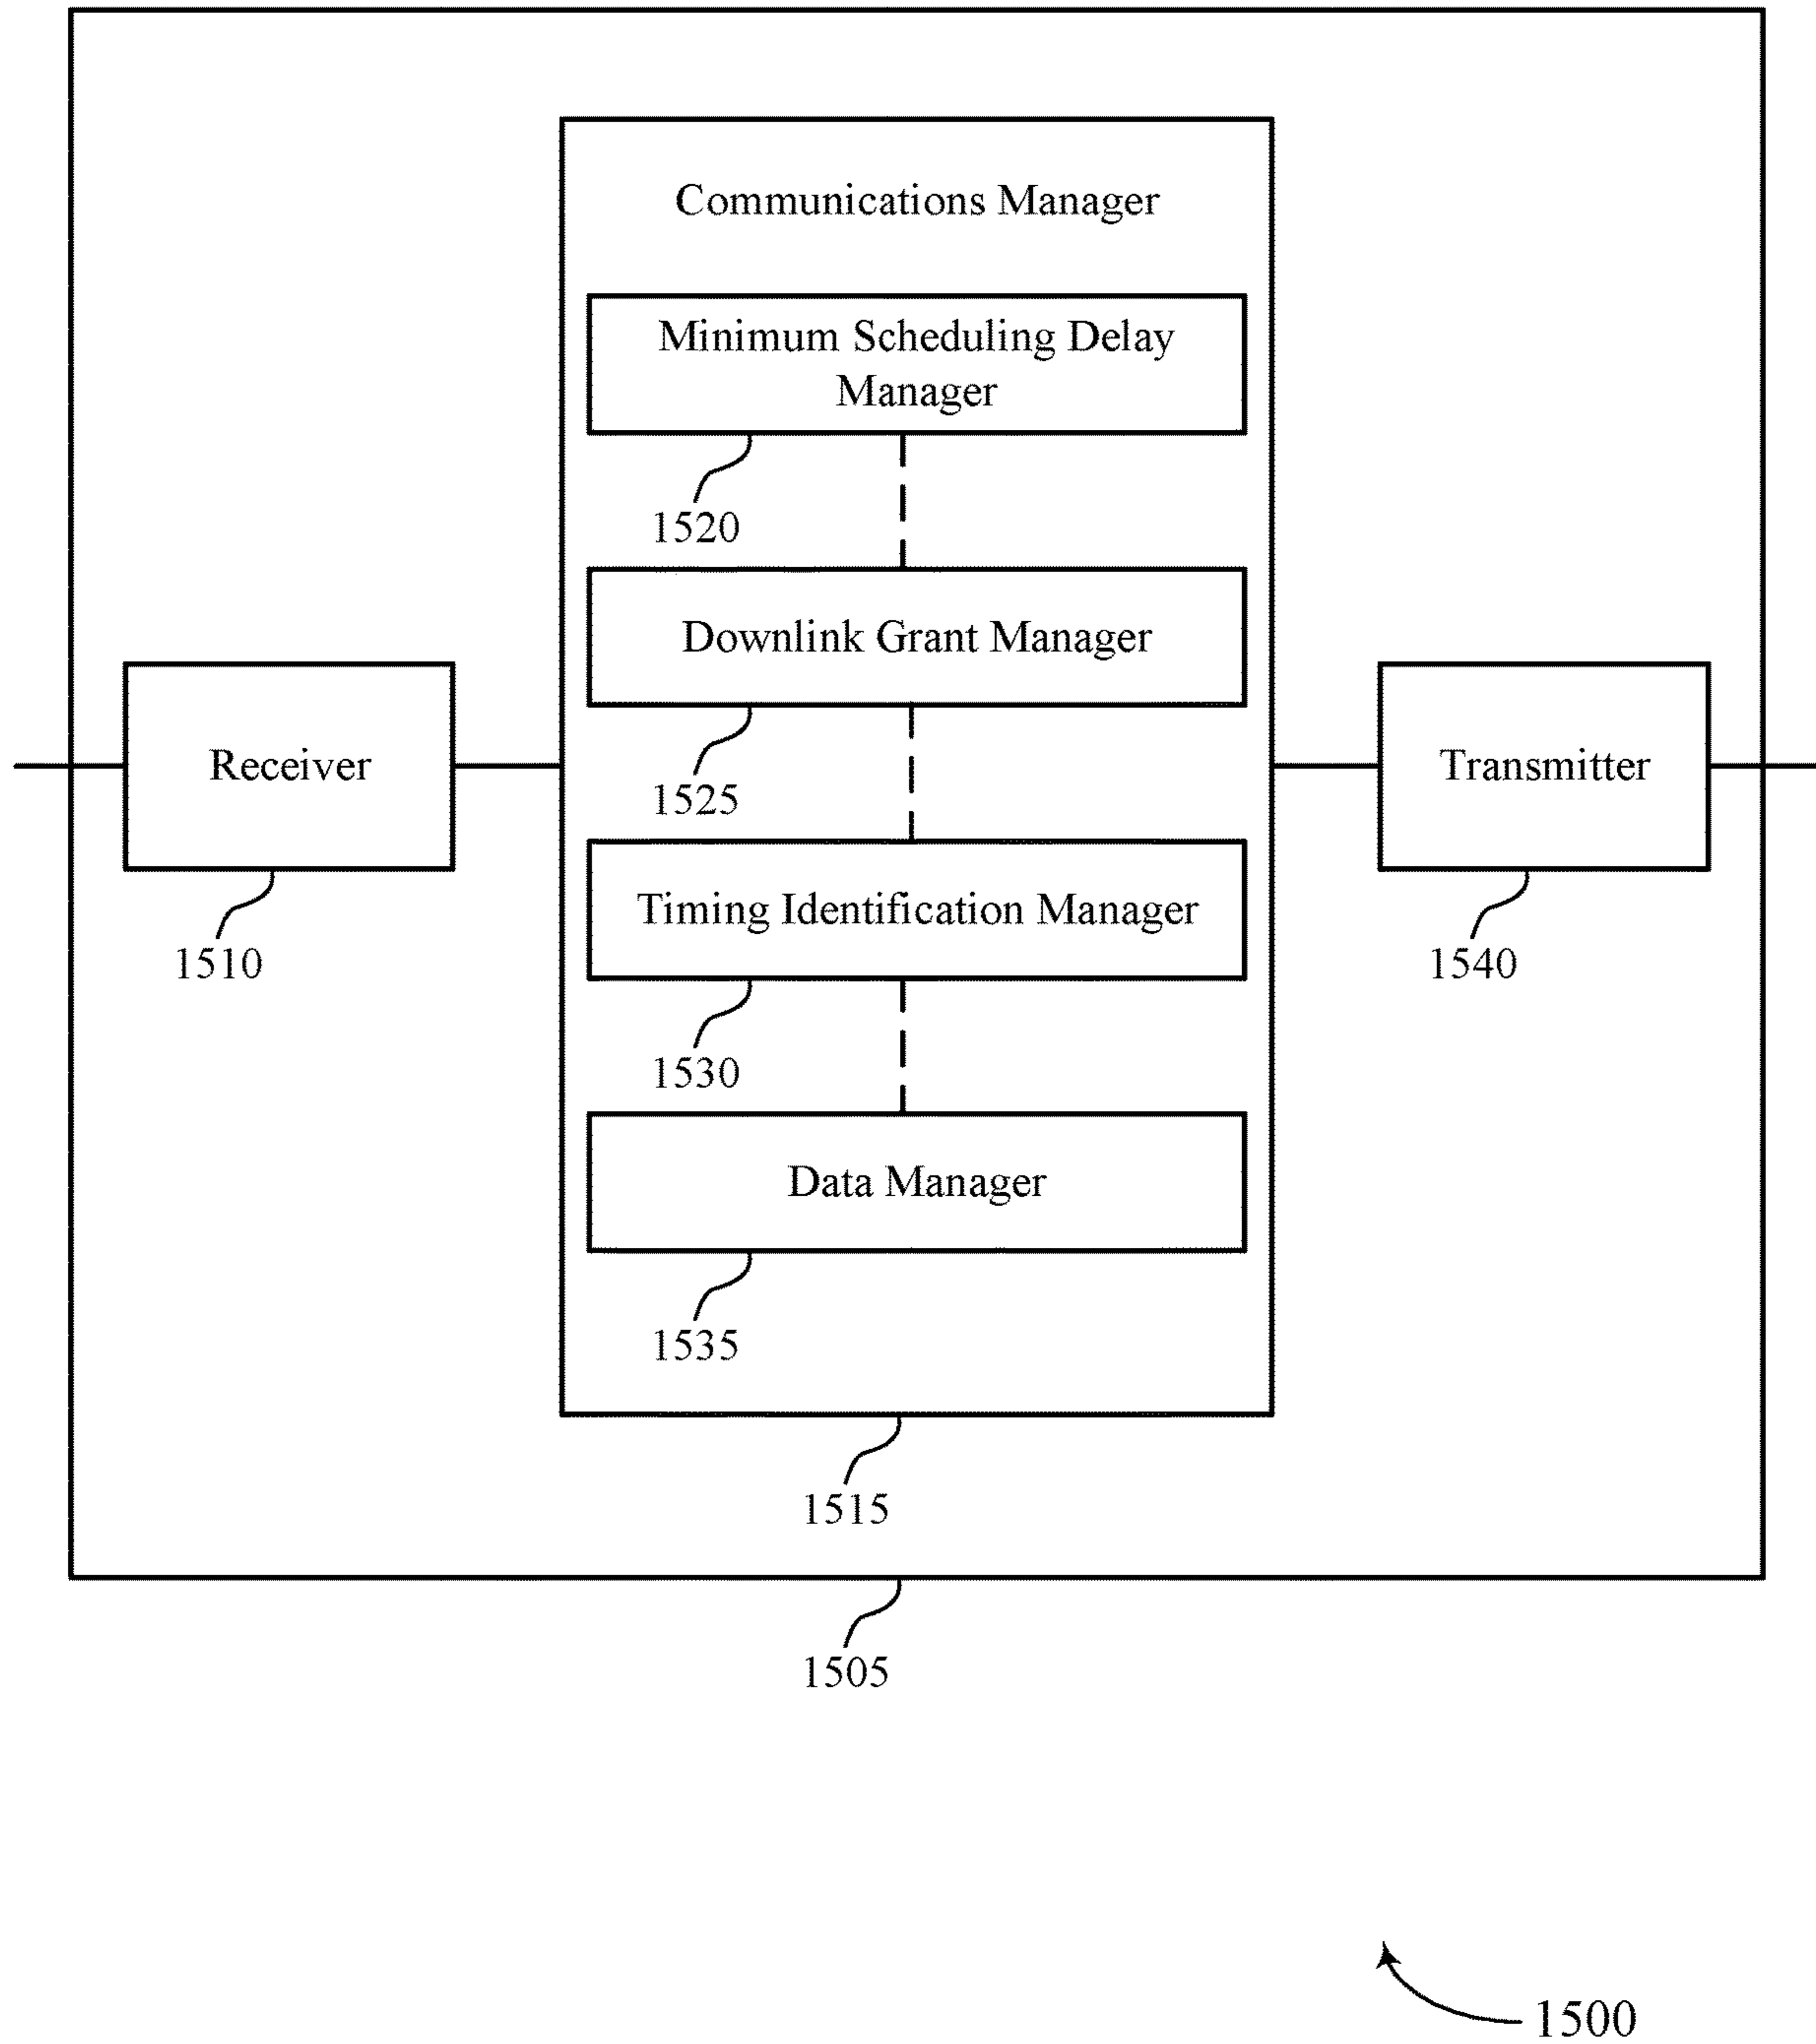 Communications Manager
Minimum Scheduling Delay
Manager
1520
Downlink Grant Manager
1525
Receiver
1510
Timing Identification Manager
1530
Data Manager
1535
Transmitter
1540
1515
1505
1500